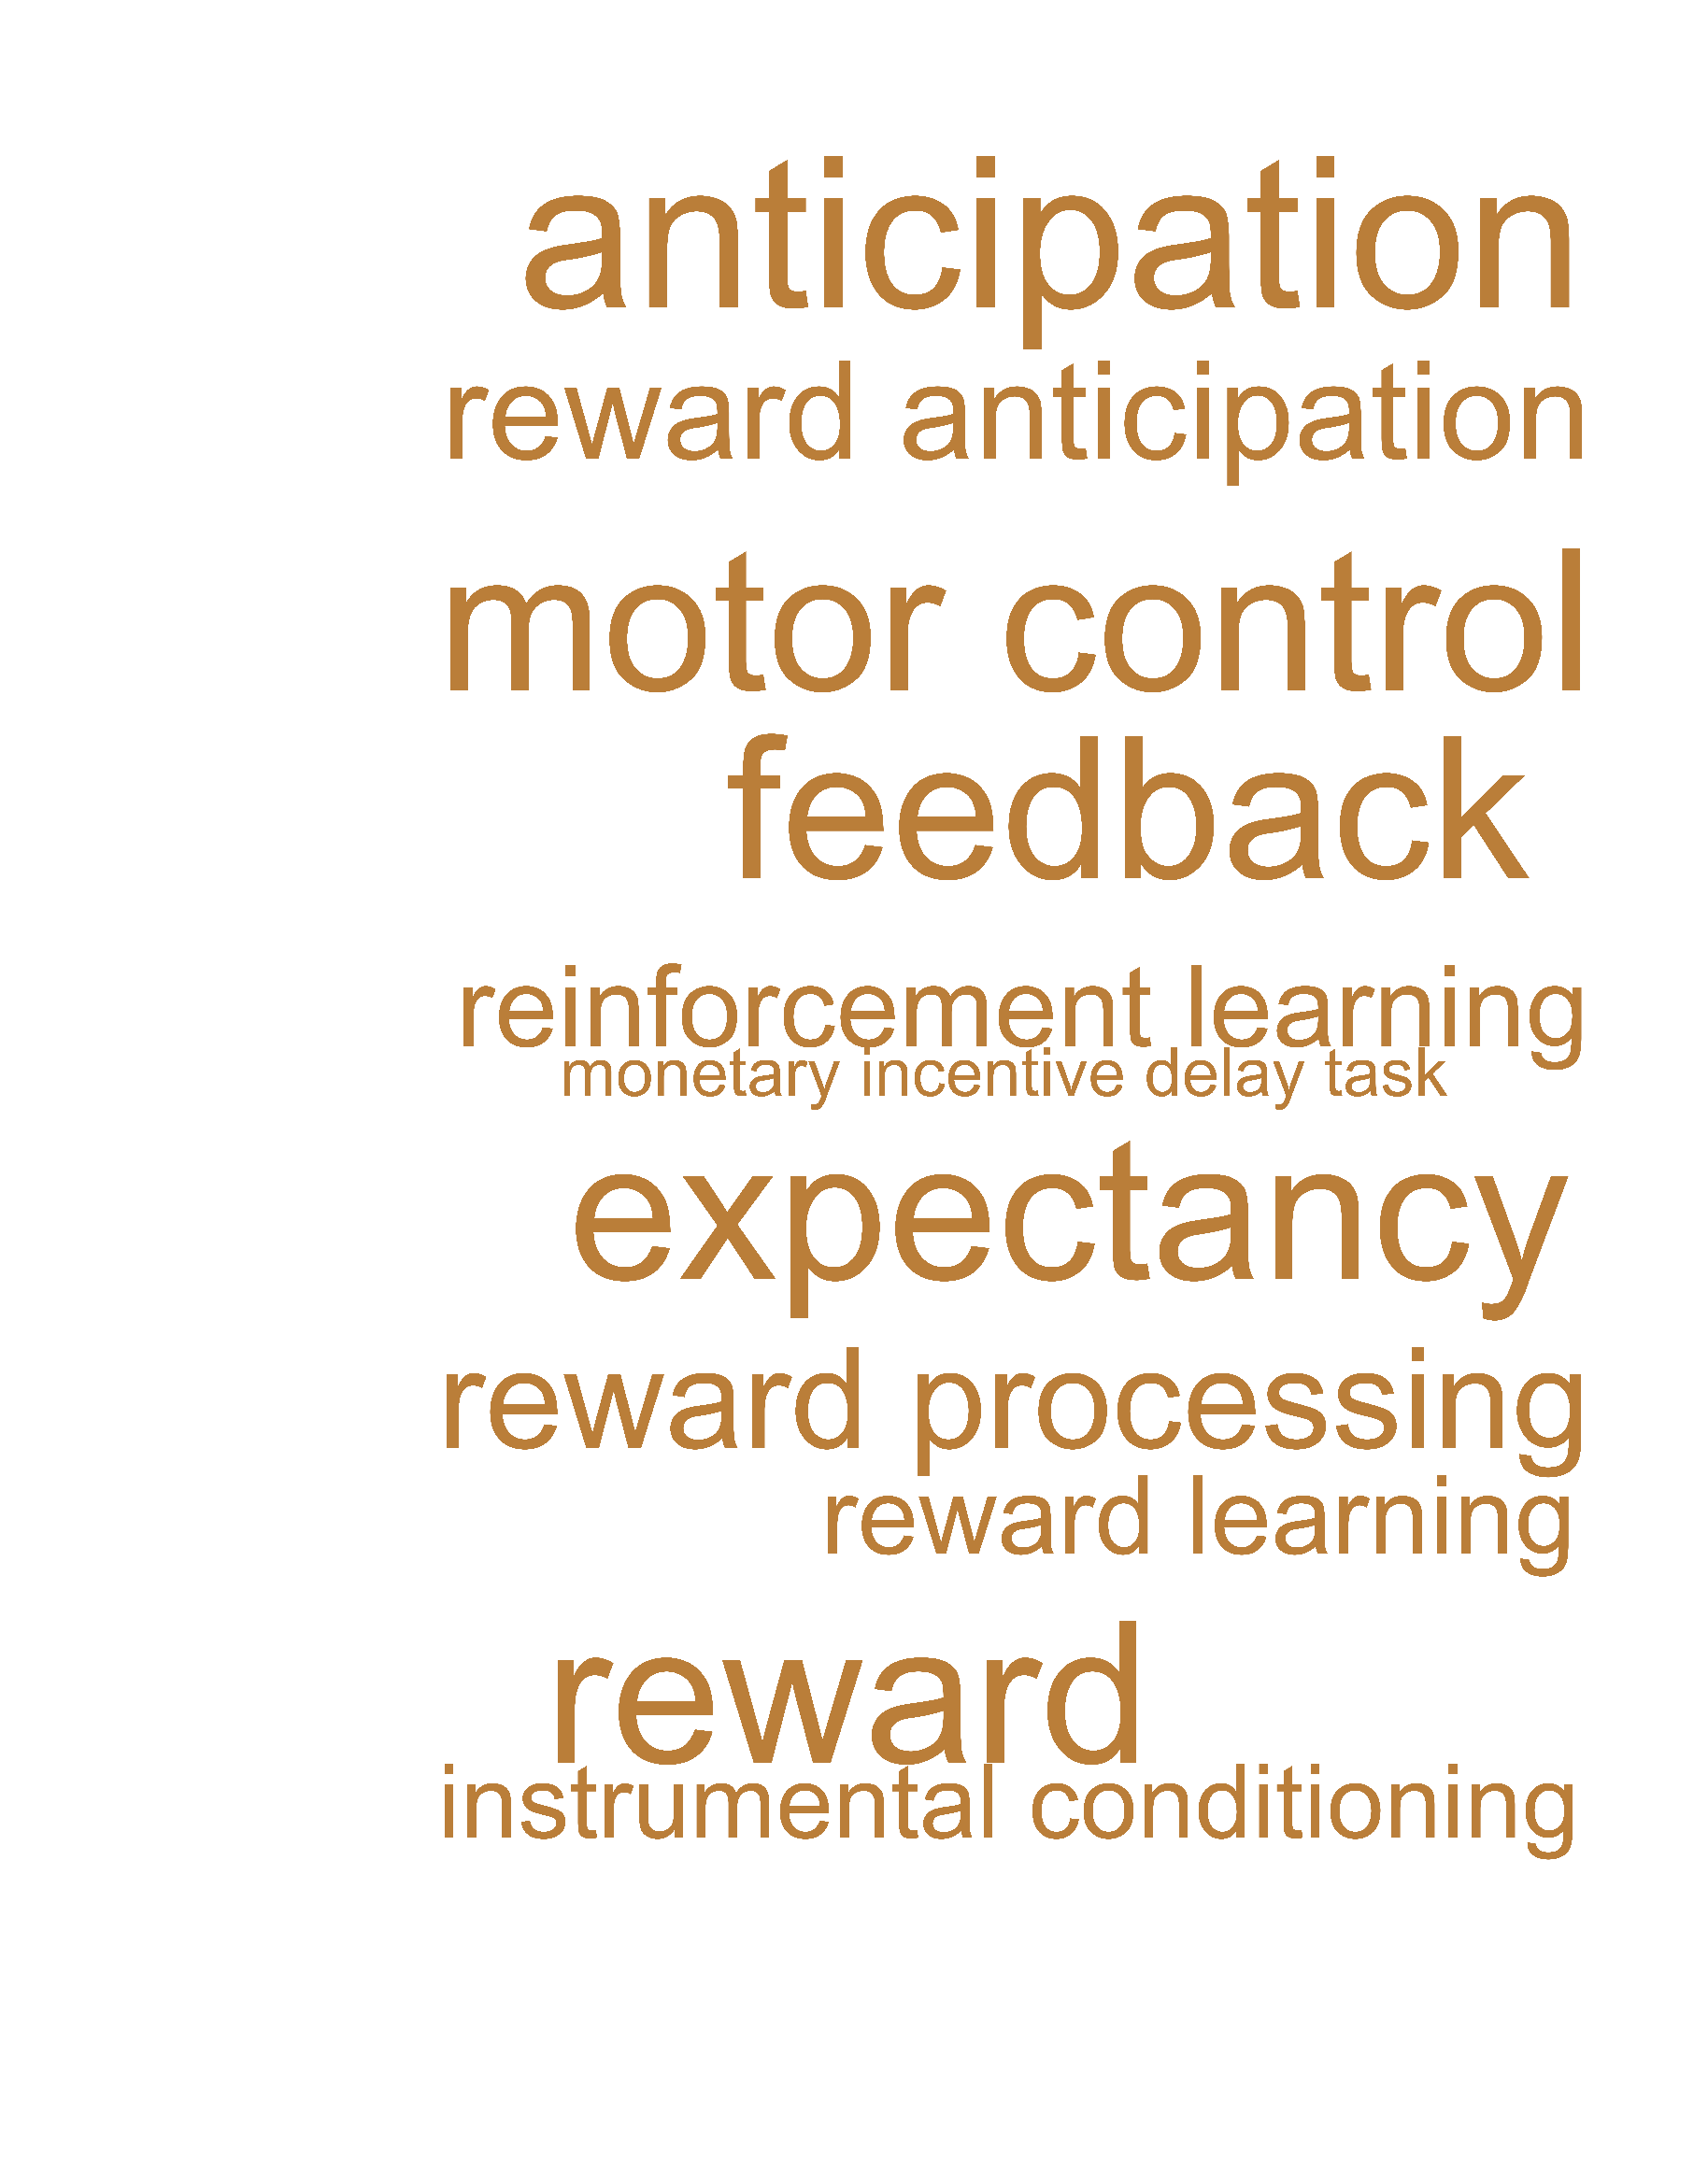 anticipation
reward anticipation
motor control
feedback
reinforcement learning
monetary incentive delay task
expectancy
reward processing
reward learning
reward
instrumental conditioning